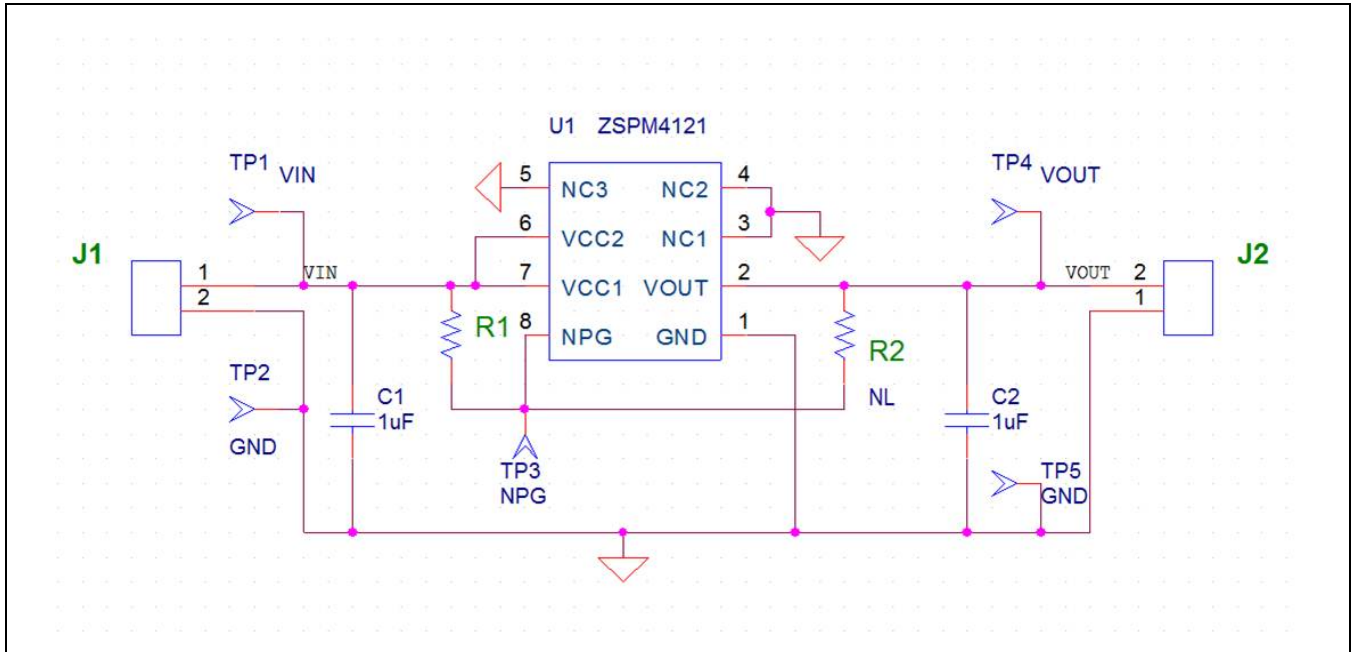 U1 ZSPM4121
TP1
VIN
TP4
VOUT
5
NC3
NC2
4
6
VCC2
NC1
3
J1
J2
1
VIN
7
VCC1
VOUT
2
VOUT
2
2
1
R1
8
NPG
GND
1
R2
TP2
GND
C1
1uF
NL
C2
1uF
TP3
NPG
TP5
GND